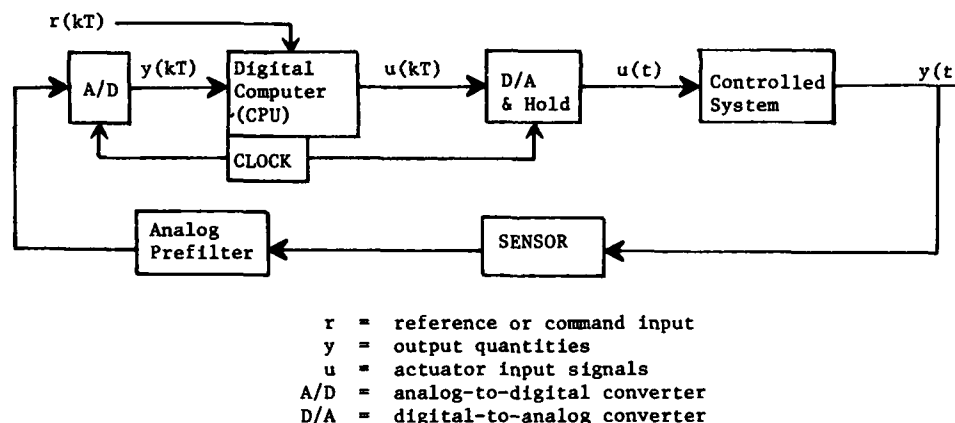 r(kT)
A/D
y(kT)
Digital
Computer
(CPU)
u(kT)
D/A
& Hold
u(t)
Controlled
System
y(t
CLOCK
Analog
Prefilter
SENSOR
r = reference or command input
y = output quantities
u = actuator input signals
A/D = analog-to-digital converter
D/A = digital-to-analog converter